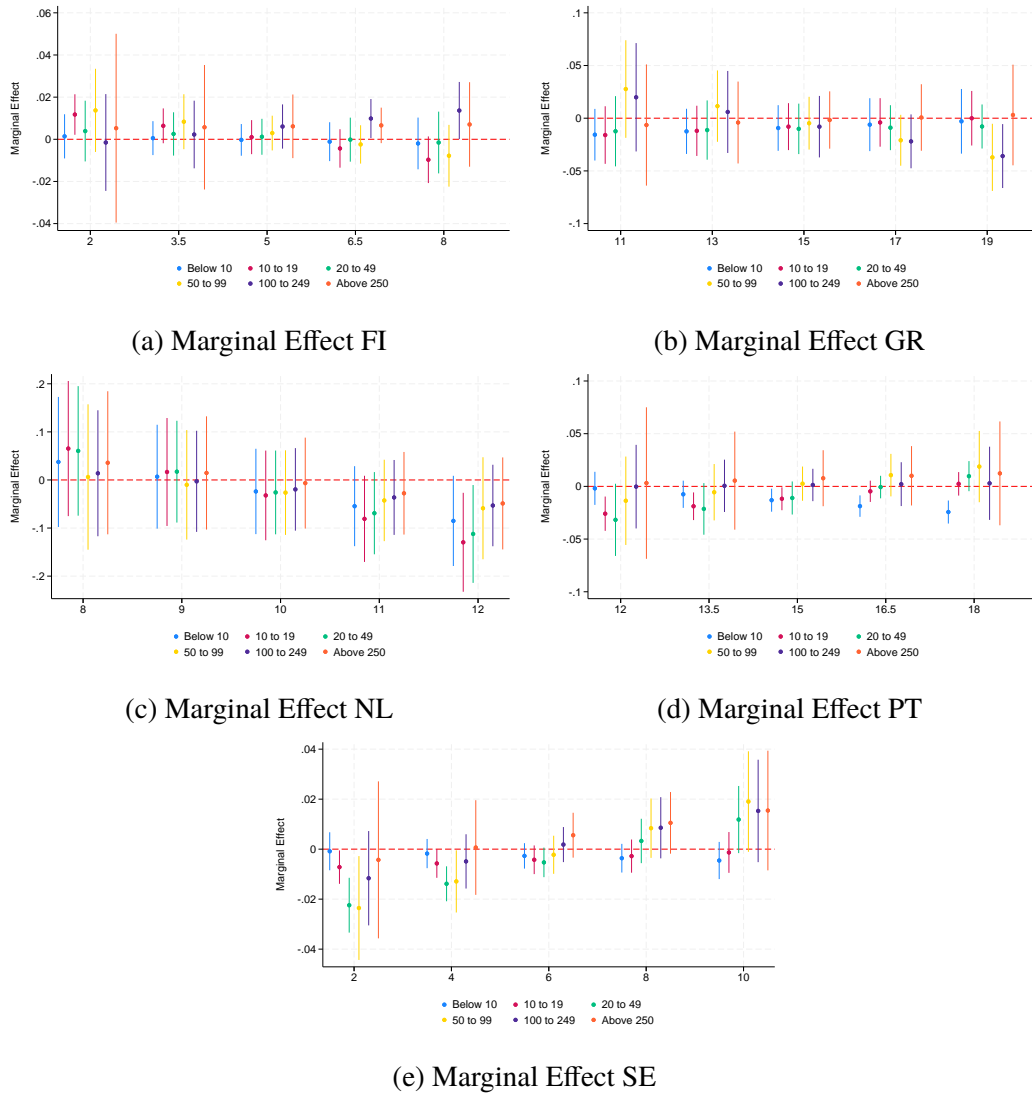 Marginal Effect
.06
.04
.02
0
-.02
-.04
2 3.5 5 6.5 8
Below 10 10 to 19 20 to 49
50 to 99 100 to 249 Above 250
(a) Marginal Effect FI
Marginal Effect
.1
.05
0
-.05
-.1
11 13 15 17 19
Below 10 10 to 19 20 to 49
50 to 99 100 to 249 Above 250
(b) Marginal Effect GR
Marginal Effect
.2
.1
0
-.1
-.2
8 9 10 11 12
Below 10 10 to 19 20 to 49
50 to 99 100 to 249 Above 250
(c) Marginal Effect NL
Marginal Effect
.1
.05
0
-.05
-.1
12 13.5 15 16.5 18
Below 10 10 to 19 20 to 49
50 to 99 100 to 249 Above 250
(d) Marginal Effect PT
Marginal Effect
.04
.02
0
-.02
-.04
2 4 6 8 10
Below 10 10 to 19 20 to 49
50 to 99 100 to 249 Above 250
(e) Marginal Effect SE